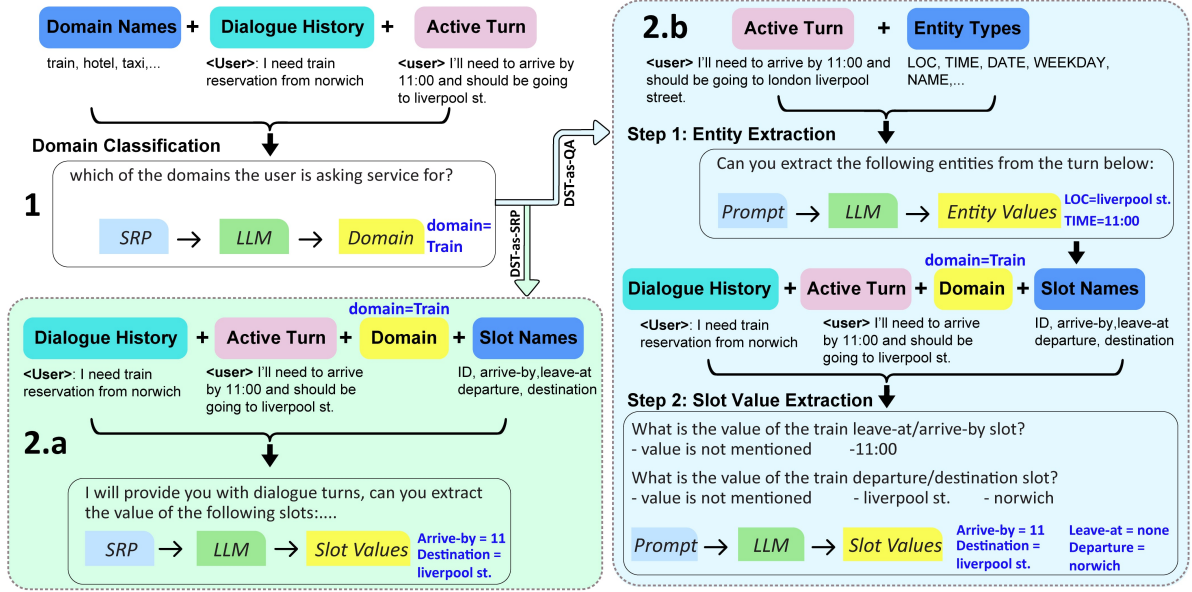 Domain Names + Dialogue History + Active Turn
train, hotel, taxi,...
<User>: I need train
reservation from norwich
<user> I'll need to arrive by
11:00 and should be going
to liverpool st.
Domain Classification
1
which of the domains the user is asking service for?
SRP → LLM → Domain
domain=
Train
DST-as-QA
DST-as-SRP
2.a
domain=Train
Dialogue History + Active Turn + Domain + Slot Names
<User>: I need train
reservation from norwich
<user> I'll need to arrive
by 11:00 and should be
going to liverpool st.
ID, arrive-by,leave-at
departure, destination
I will provide you with dialogue turns, can you extract
the value of the following slots:....
SRP → LLM → Slot Values
Arrive-by = 11
Destination =
liverpool st.
2.b
Active Turn + Entity Types
<user> I'll need to arrive by 11:00 and
should be going to london liverpool
street.
LOC, TIME, DATE, WEEKDAY,
NAME,...
Step 1: Entity Extraction
Can you extract the following entities from the turn below:
Prompt → LLM → Entity Values
LOC=liverpool st.
TIME=11:00
domain=Train
Dialogue History + Active Turn + Domain + Slot Names
<User>: I need train
reservation from norwich
<user> I'll need to arrive
by 11:00 and should be
going to liverpool st.
ID, arrive-by,leave-at
departure, destination
Step 2: Slot Value Extraction
What is the value of the train leave-at/arrive-by slot?
- value is not mentioned -11:00
What is the value of the train departure/destination slot?
- value is not mentioned - liverpool st. - norwich
Prompt → LLM → Slot Values
Arrive-by = 11
Destination =
liverpool st.
Leave-at = none
Departure =
norwich